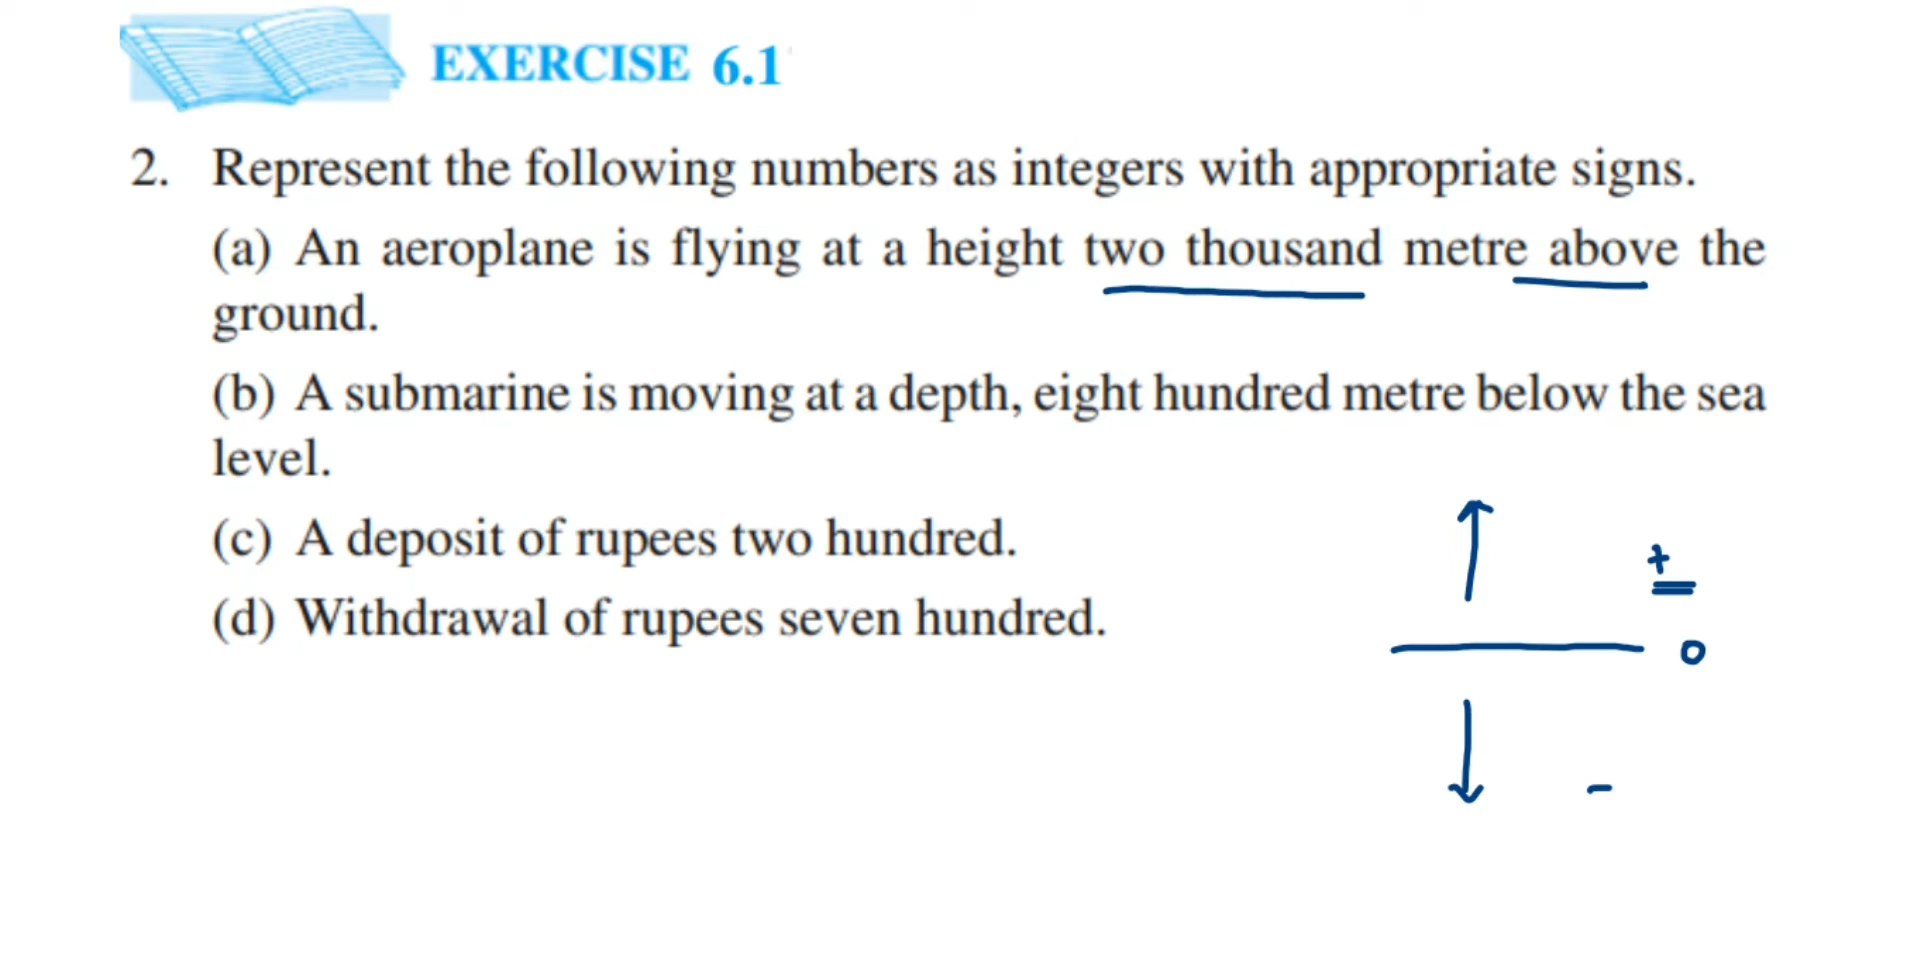 EXERCISE 6.1
2. Represent the following numbers as integers with appropriate signs.
(a) An aeroplane is flying at a height two thousand metre above the
ground.
(b) A submarine is moving at a depth, eight hundred metre below the sea
level.
(c) A deposit of rupees two hundred.
(d) Withdrawal of rupees seven hundred.
+
0
-